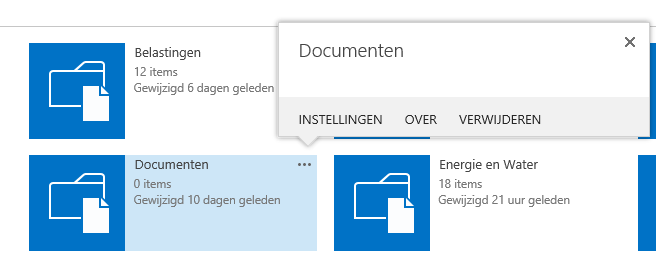 Belastingen
12 items
Gewijzigd 6 dagen geleden
Documenten
INSTELLINGEN OVER VERWIJDEREN
Documenten
0 items
Gewijzigd 10 dagen geleden
Energie en Water
18 items
Gewijzigd 21 uur geleden